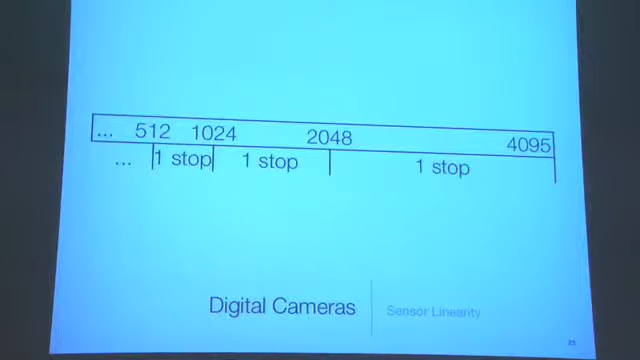 ... 512 1024 2048 4095
... 1 stop 1 stop 1 stop
Digital Cameras
Sensor Linearity